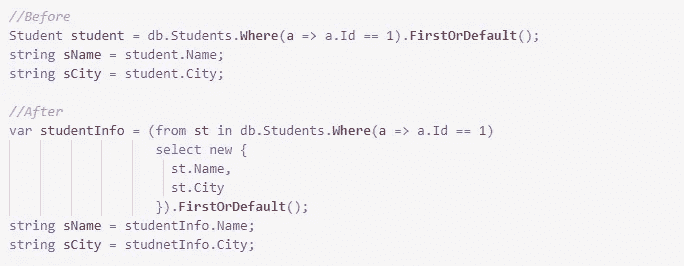 //Before
Student student = db.Students.Where(a => a.Id == 1).FirstOrDefault();
string sName = student.Name;
string sCity = student.City;
//After
var studentInfo = (from st in db.Students.Where(a => a.Id == 1)
select new {
st.Name,
st.City
}).FirstOrDefault();
string sName = studentInfo.Name;
string sCity = studnetInfo.City;